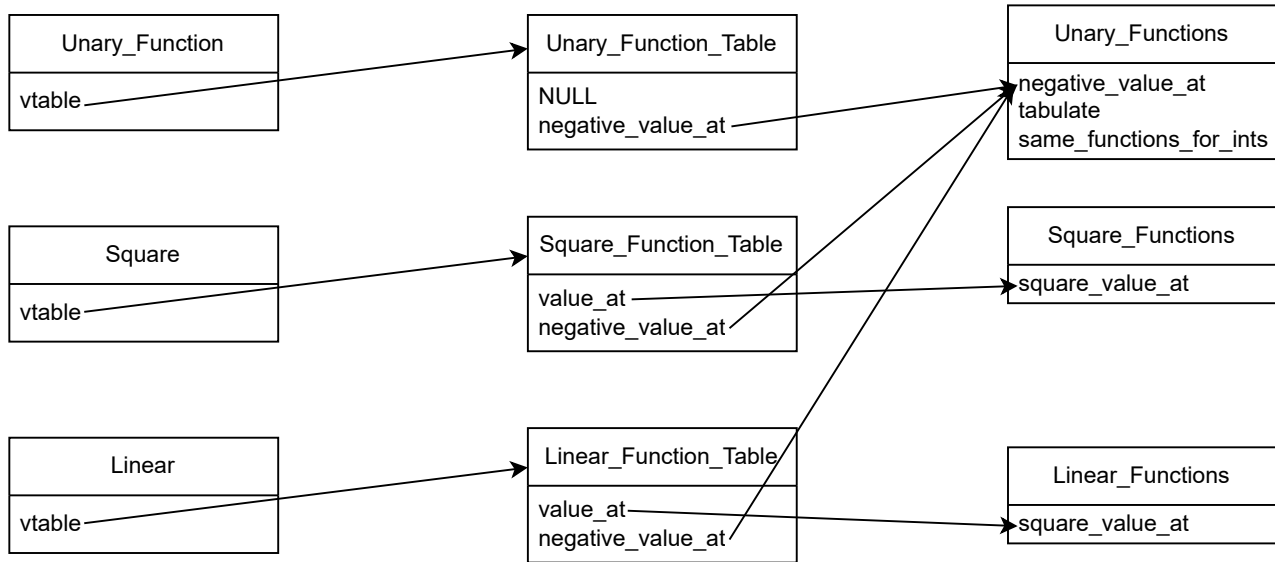 Unary_Function
vtable
Unary_Function_Table
NULL
negative_value_at
Unary_Functions
negative_value_at
tabulate
same_functions_for_ints
Square
vtable
Square_Function_Table
value_at
negative_value_at
Square_Functions
square_value_at
Linear
vtable
Linear_Function_Table
value_at
negative_value_at
Linear_Functions
square_value_at